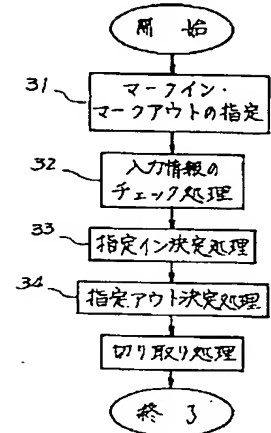 開始
31
マークイン・
マークアウトの指定
32
入力情報の
チェック処理
33
指定イン決定処理
34
指定アウト決定処理
切り取り処理
終了